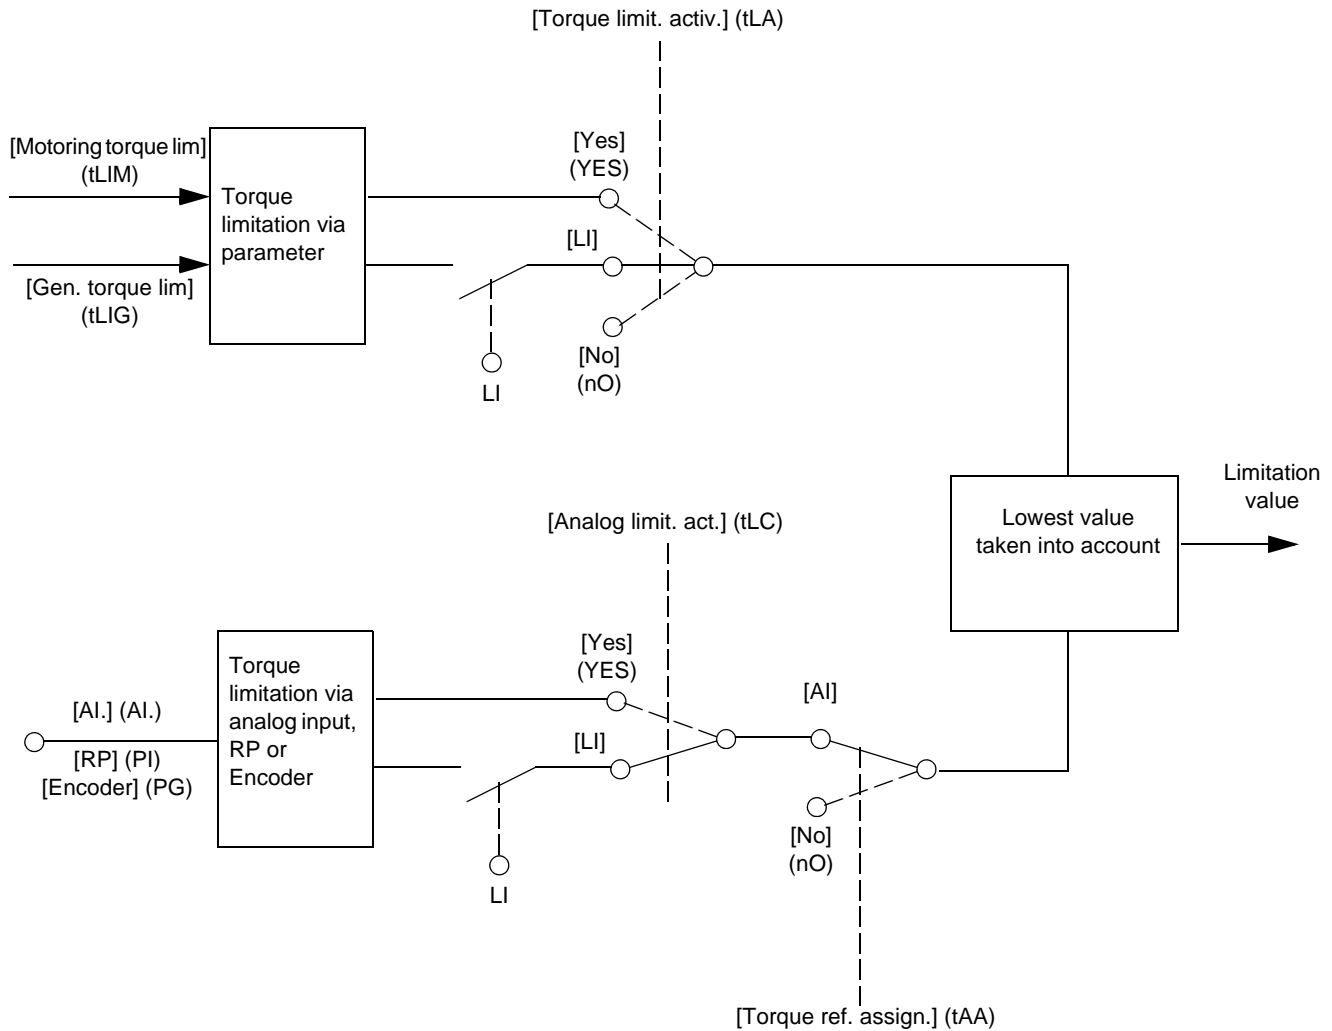 [Torque limit. activ.] (tLA)
[Motoring torque lim]
(tLIM)
[Gen. torque lim]
(tLIG)
Torque
limitation via
parameter
[Yes]
(YES)
[LI]
[No]
(nO)
LI
Lowest value
taken into account
Limitation
value
[Analog limit. act.] (tLC)
[AI.] (AI.)
[RP] (PI)
[Encoder] (PG)
Torque
limitation via
analog input,
RP or
Encoder
[Yes]
(YES)
[LI]
LI
[AI]
[No]
(nO)
[Torque ref. assign.] (tAA)